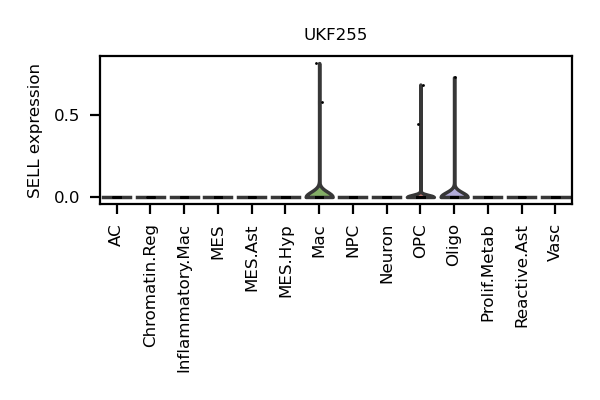 UKF255
SELL expression
0.5
0.0
AC
Chromatin.Reg
Inflammatory.Mac
MES
MES.Ast
MES.Hyp
Mac
NPC
Neuron
OPC
Oligo
Prolif.Metab
Reactive.Ast
Vasc